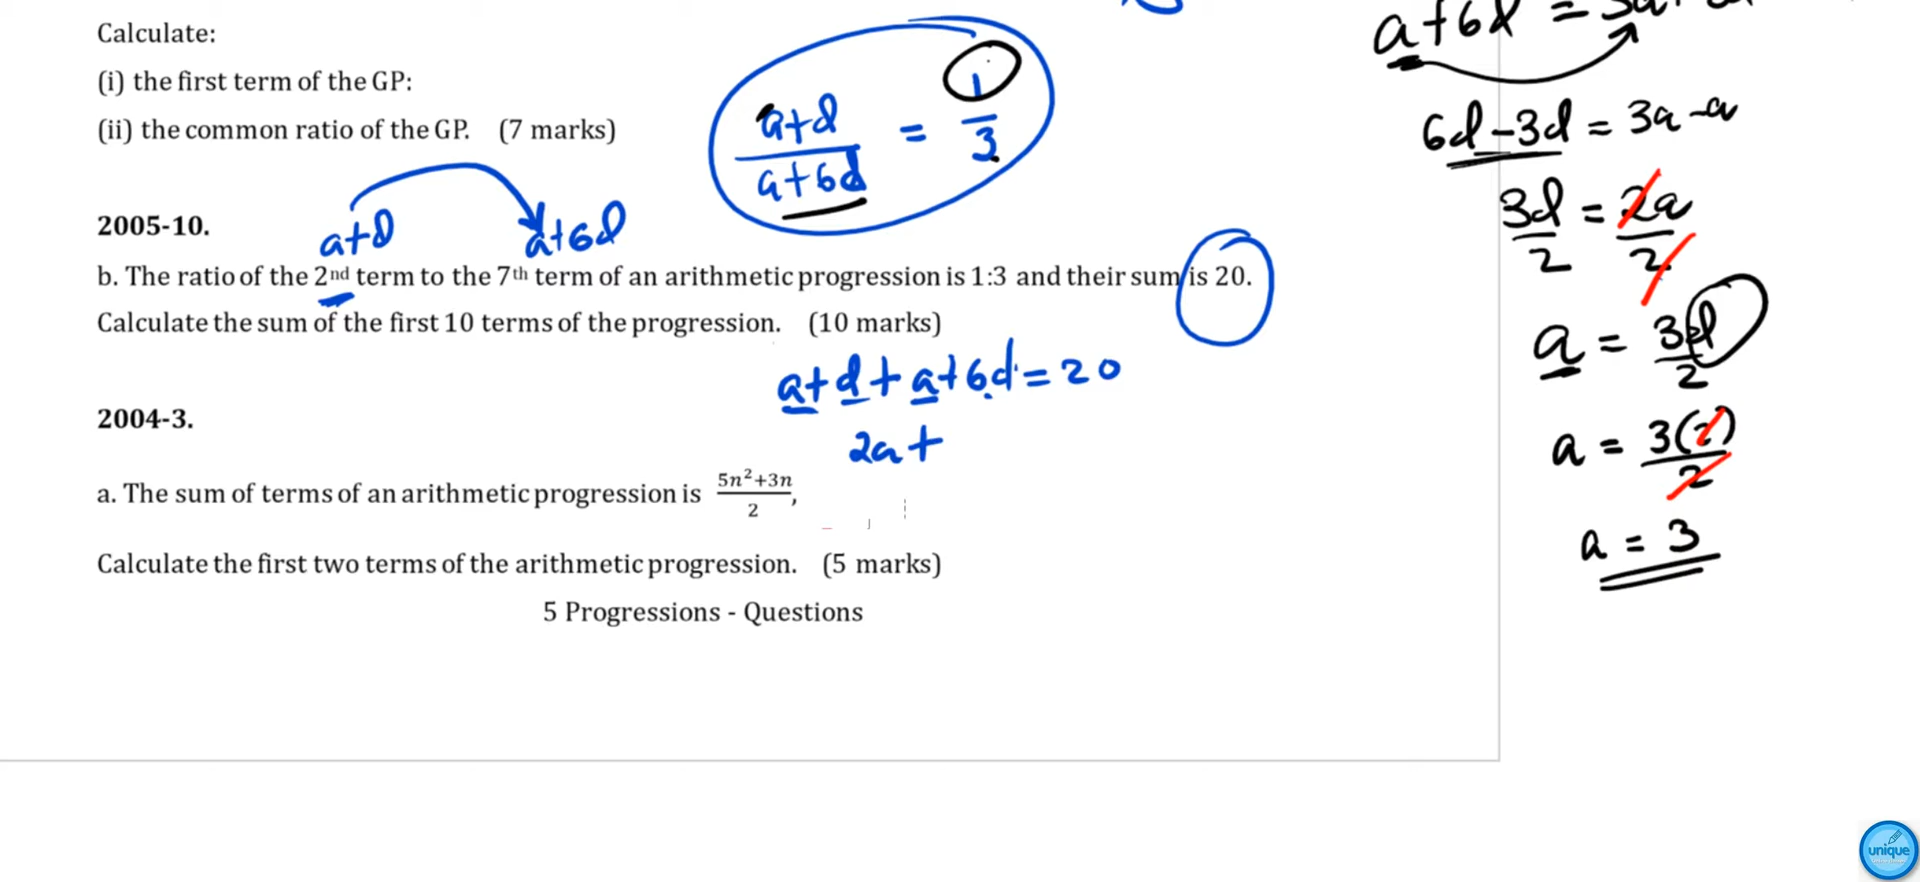 Calculate:
(i) the first term of the GP:
(ii) the common ratio of the GP. (7 marks)
a+d / a+6d = 1/3
2005-10.
a+d a+6d
b. The ratio of the 2nd term to the 7th term of an arithmetic progression is 1:3 and their sum is 20.
Calculate the sum of the first 10 terms of the progression. (10 marks)
a+d+a+6d=20
2a+
2004-3.
a. The sum of terms of an arithmetic progression is (5n²+3n)/2,
Calculate the first two terms of the arithmetic progression. (5 marks)
5 Progressions - Questions
a+6d =
6d-3d=3a-a
3d/2 = 2a/2
a = 3d/2
a = 3(2)/2
a = 3
unique